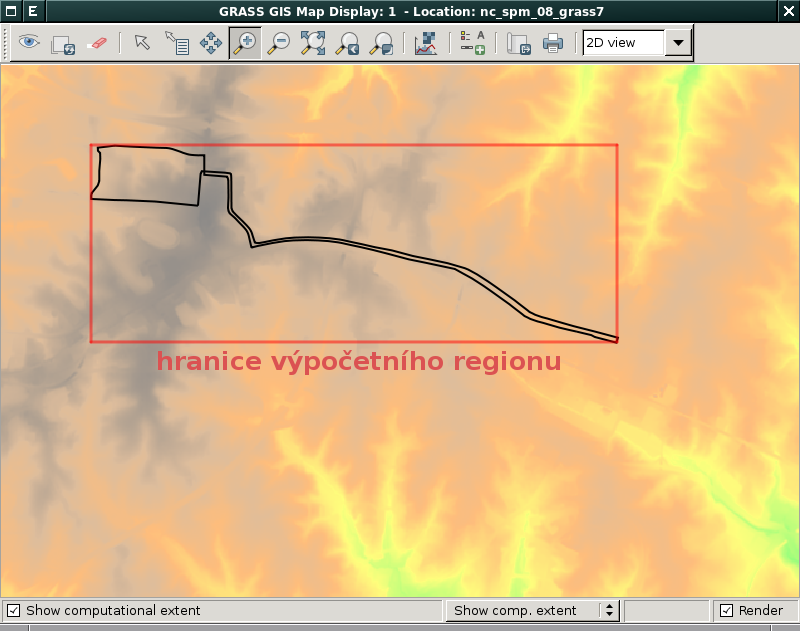 GRASS GIS Map Display: 1 - Location: nc_spm_08_grass7
2D view
hranice výpočetního regionu
Show computational extent
Show comp. extent
Render